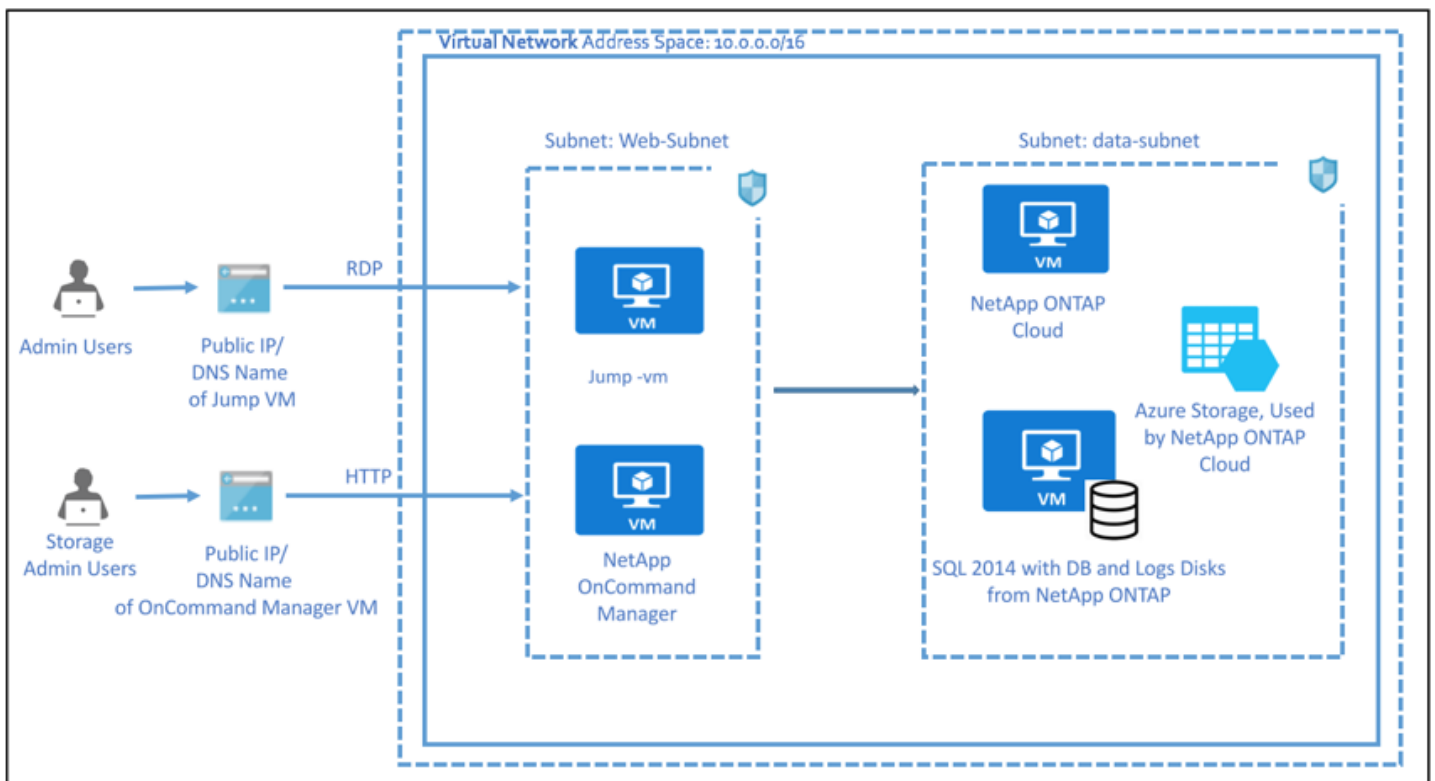 Virtual Network Address Space: 10.0.0.0/16
Subnet: Web-Subnet
Subnet: data-subnet
VM
NetApp ONTAP
Cloud
RDP
Admin Users
Public IP/
DNS Name
of Jump VM
VM
Jump -vm
Azure Storage, Used
by NetApp ONTAP
Cloud
HTTP
Storage
Admin Users
Public IP/
DNS Name
of OnCommand Manager VM
VM
NetApp
OnCommand
Manager
VM
SQL 2014 with DB and Logs Disks
from NetApp ONTAP